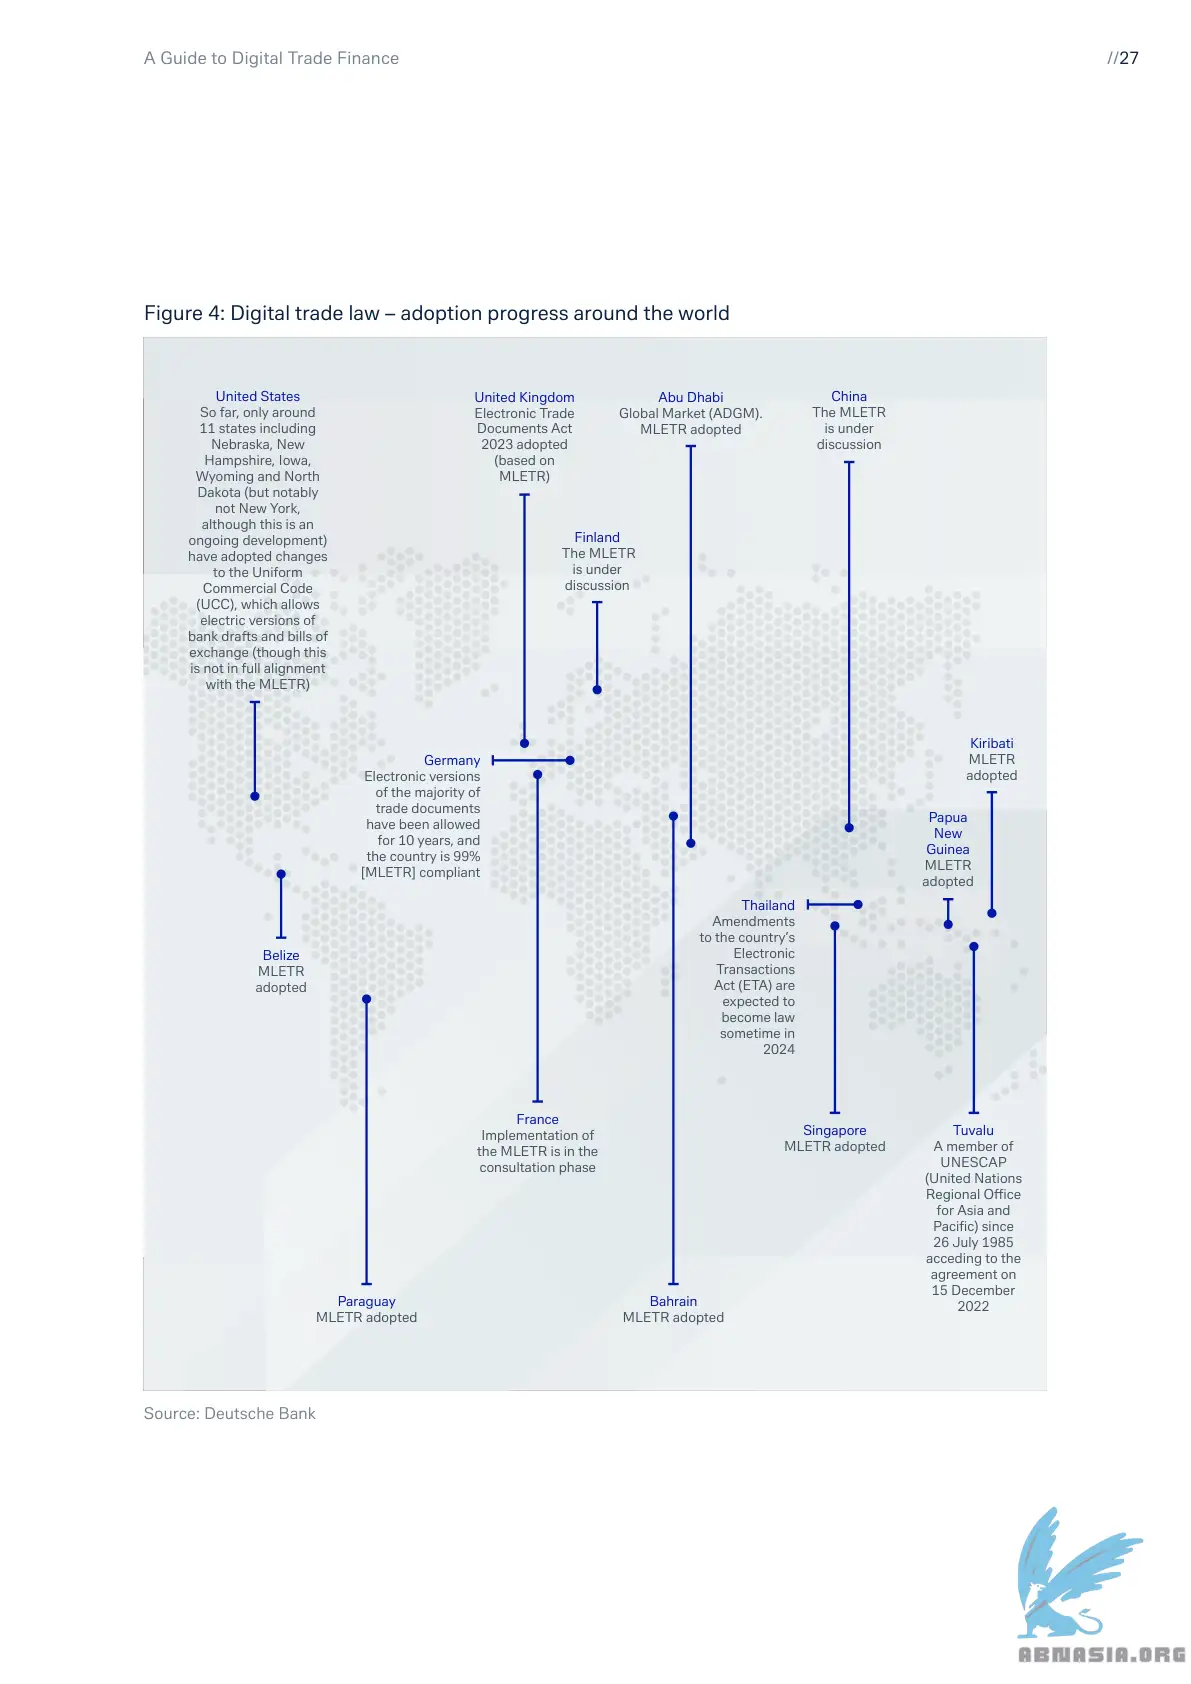 A Guide to Digital Trade Finance
//27
Figure 4: Digital trade law – adoption progress around the world
United States
So far, only around
11 states including
Nebraska, New
Hampshire, Iowa,
Wyoming and North
Dakota (but notably
not New York,
although this is an
ongoing development)
have adopted changes
to the Uniform
Commercial Code
(UCC), which allows
electric versions of
bank drafts and bills of
exchange (though this
is not in full alignment
with the MLETR)
United Kingdom
Electronic Trade
Documents Act
2023 adopted
(based on
MLETR)
Abu Dhabi
Global Market (ADGM).
MLETR adopted
China
The MLETR
is under
discussion
Finland
The MLETR
is under
discussion
Germany
Electronic versions
of the majority of
trade documents
have been allowed
for 10 years, and
the country is 99%
[MLETR] compliant
Kiribati
MLETR
adopted
Papua
New
Guinea
MLETR
adopted
Thailand
Amendments
to the country's
Electronic
Transactions
Act (ETA) are
expected to
become law
sometime in
2024
Belize
MLETR
adopted
France
Implementation of
the MLETR is in the
consultation phase
Singapore
MLETR adopted
Tuvalu
A member of
UNESCAP
(United Nations
Regional Office
for Asia and
Pacific) since
26 July 1985
acceding to the
agreement on
15 December
2022
Paraguay
MLETR adopted
Bahrain
MLETR adopted
Source: Deutsche Bank
ABNASIA.ORG